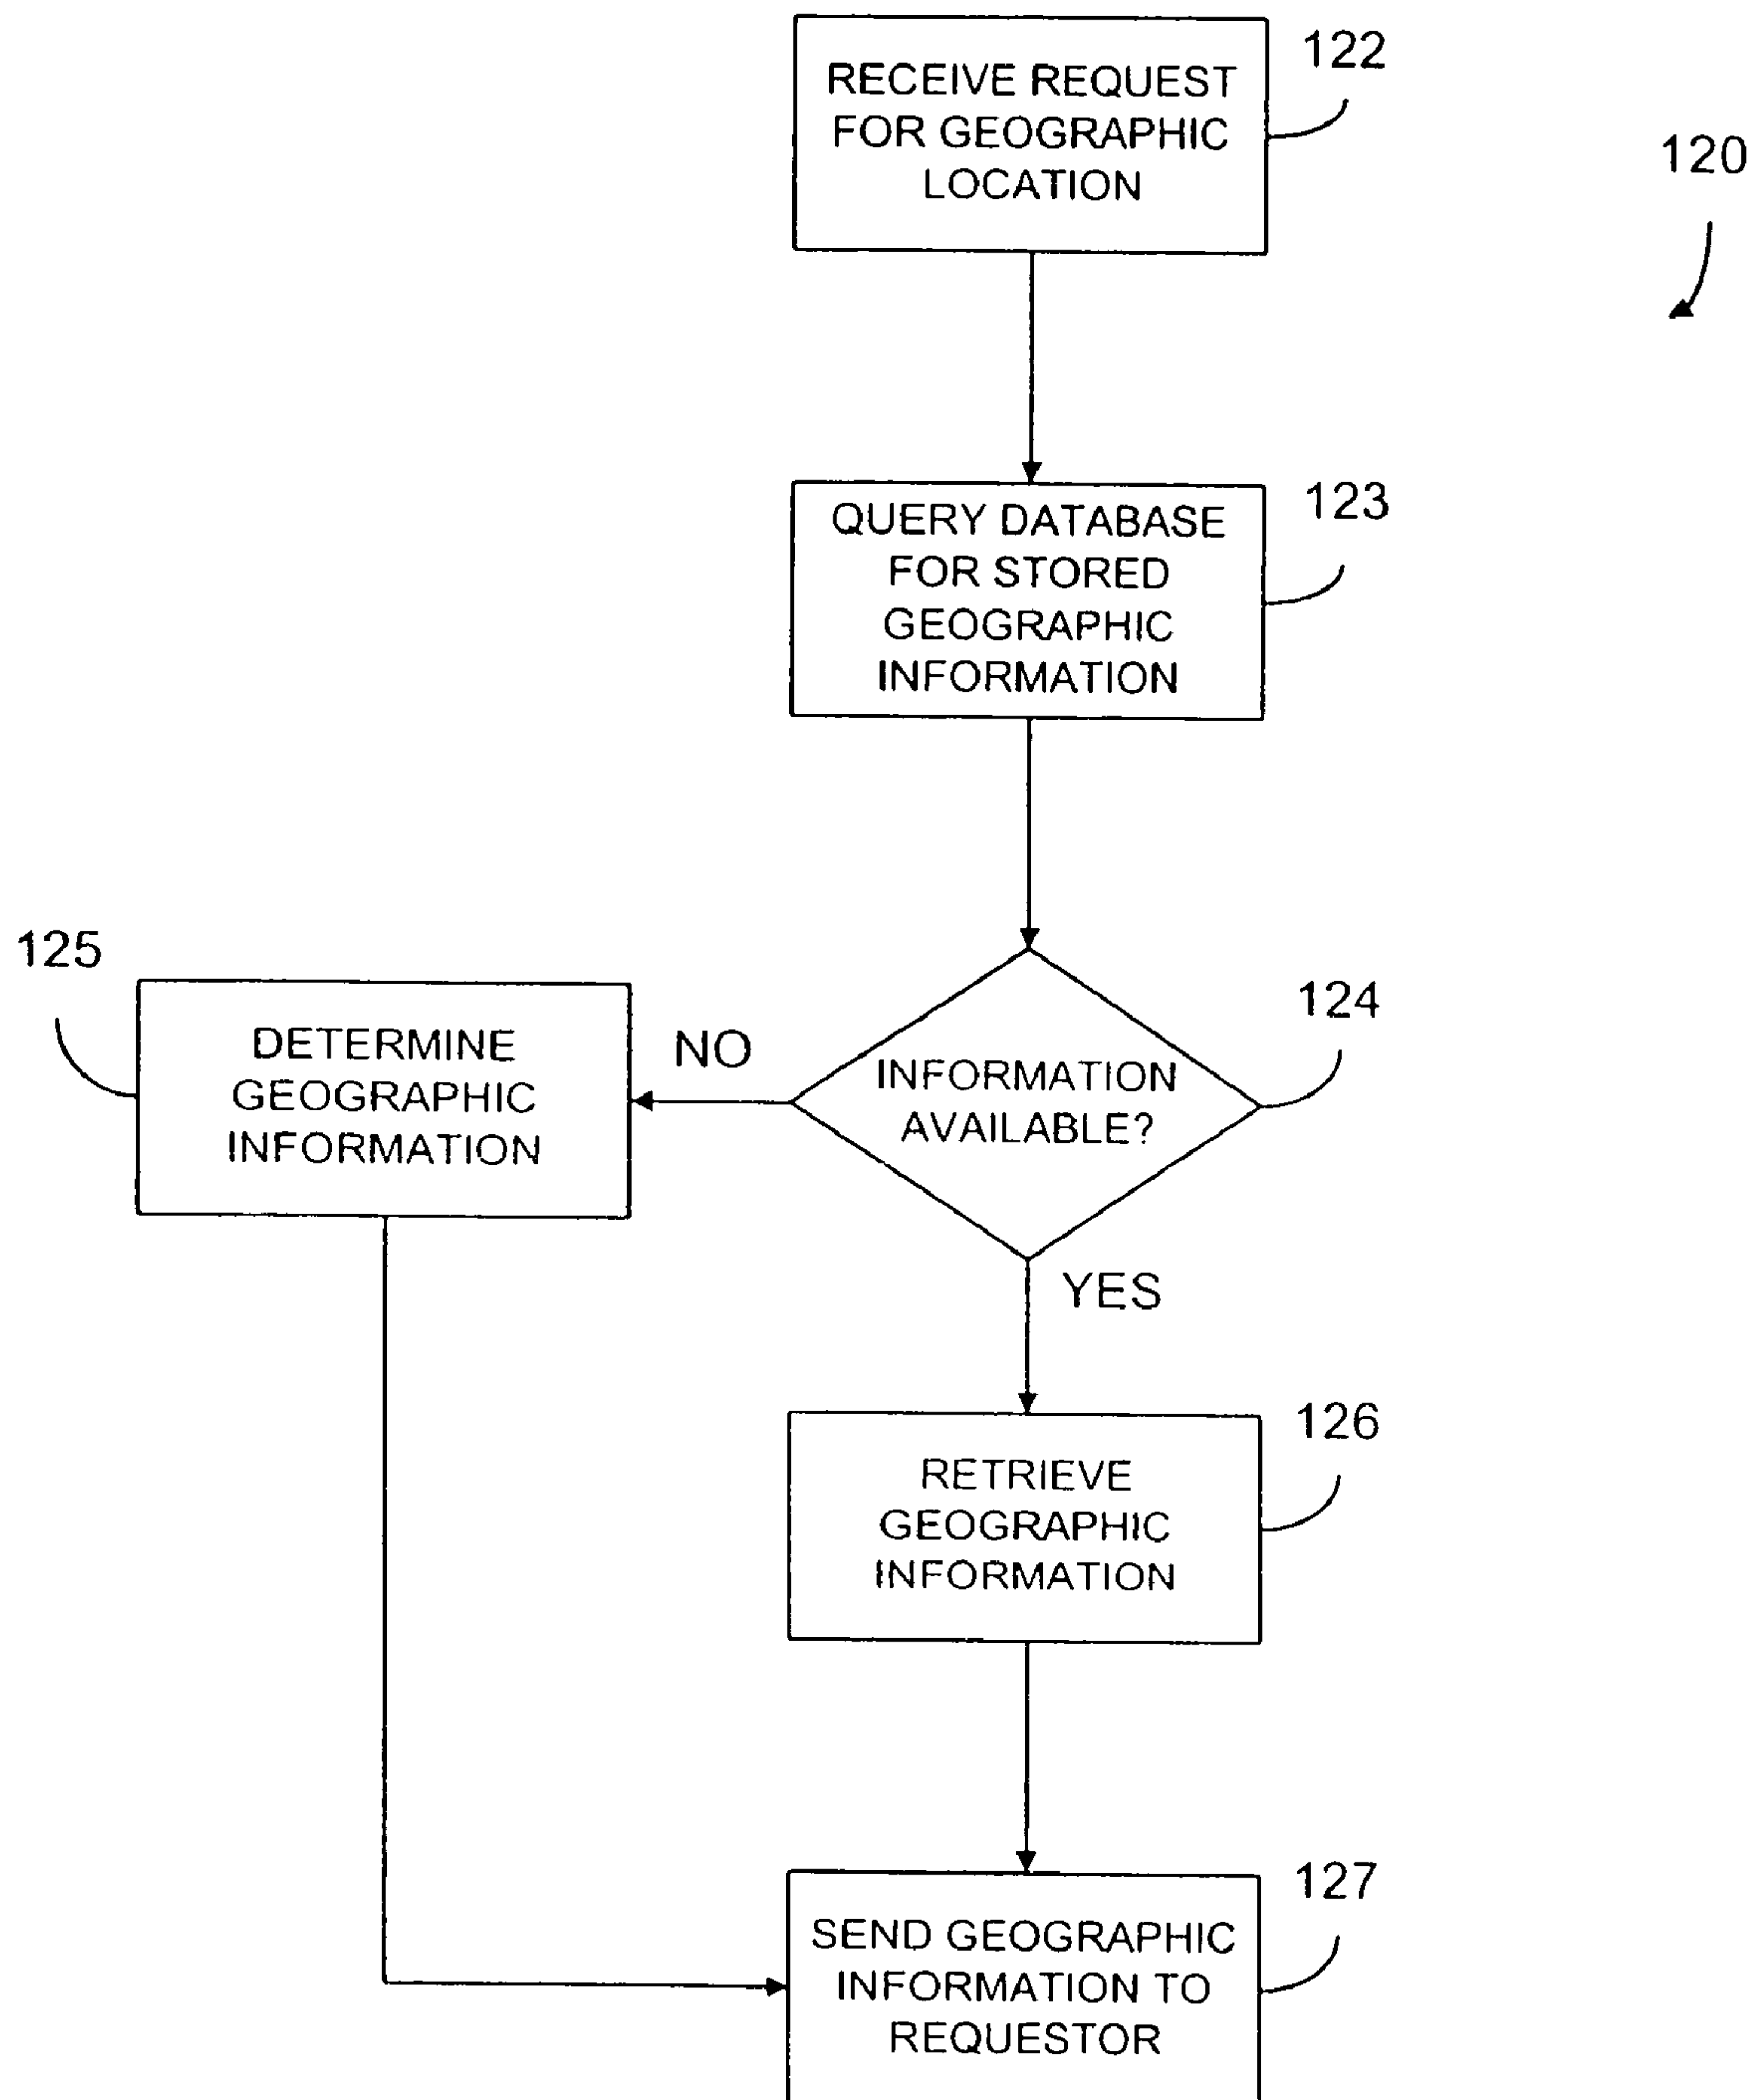 RECEIVE REQUEST
FOR GEOGRAPHIC
LOCATION
122
120
QUERY DATABASE
FOR STORED
GEOGRAPHIC
INFORMATION
123
125
DETERMINE
GEOGRAPHIC
INFORMATION
NO
INFORMATION
AVAILABLE?
124
YES
RETRIEVE
GEOGRAPHIC
INFORMATION
126
SEND GEOGRAPHIC
INFORMATION TO
REQUESTOR
127